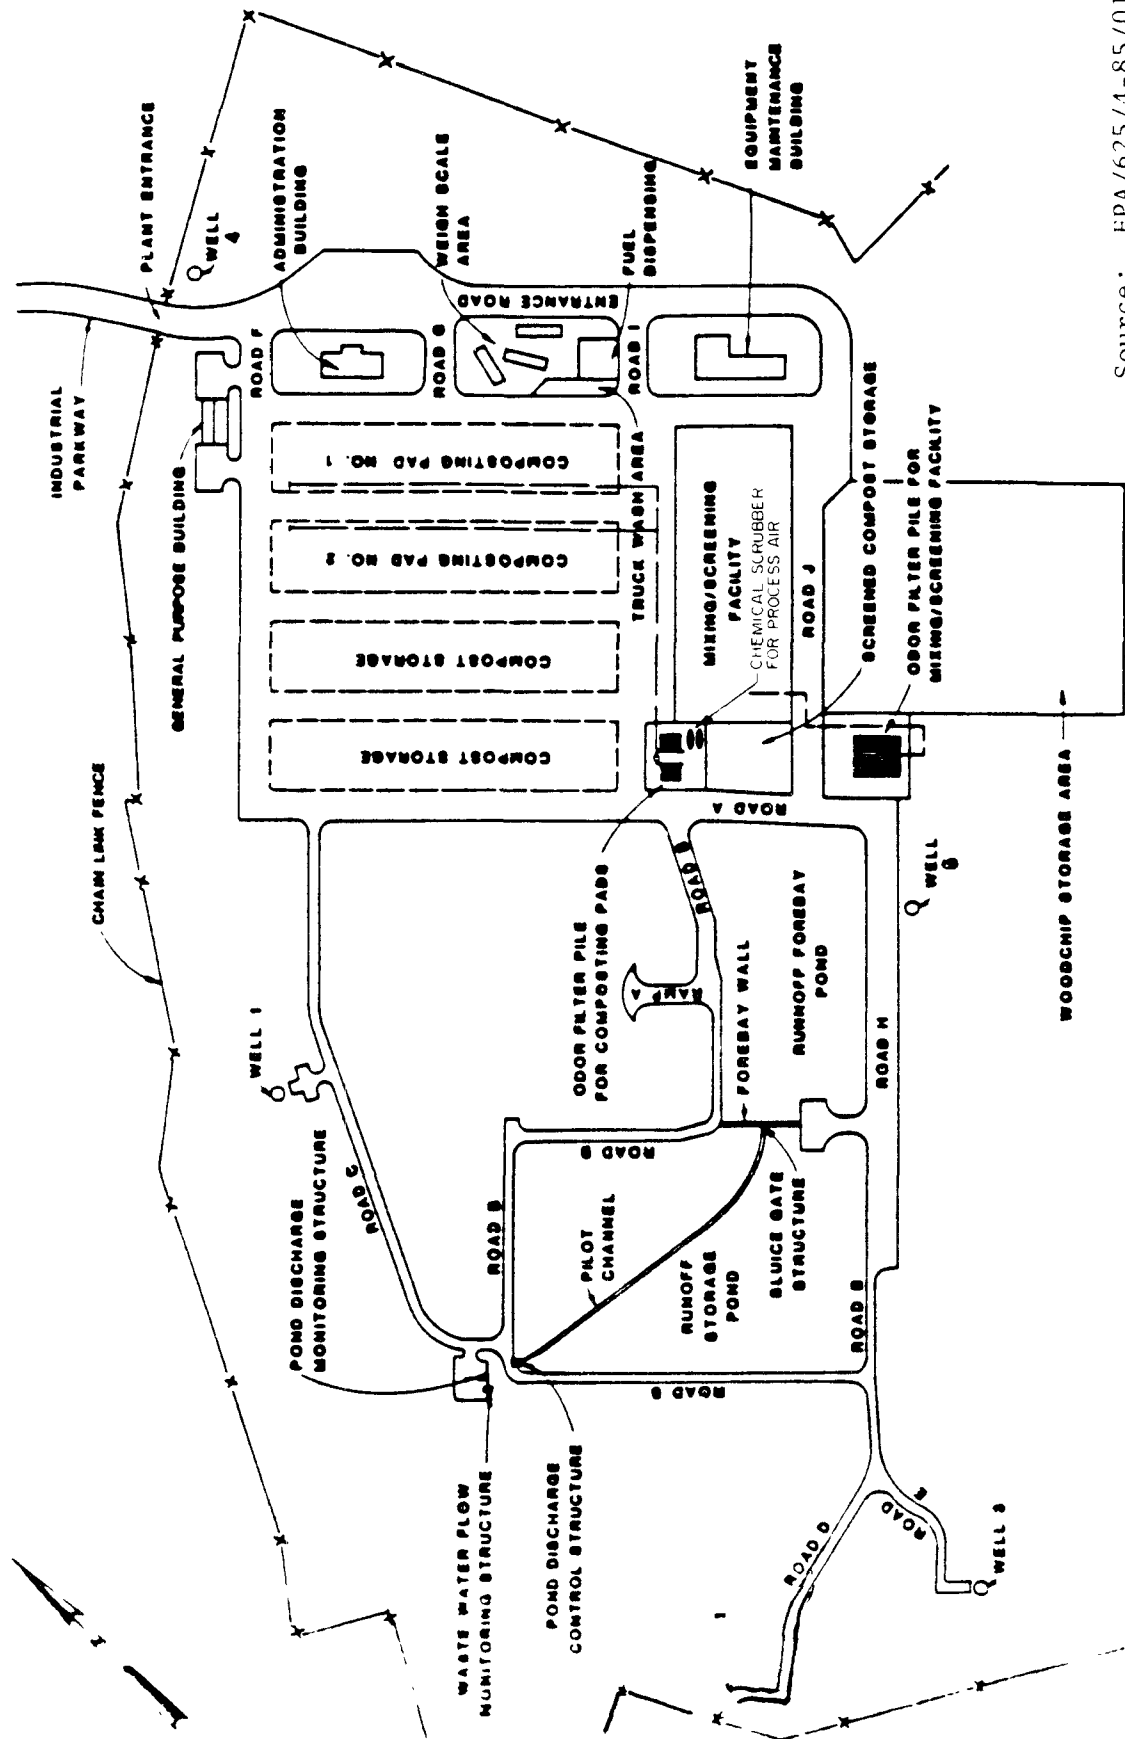 INDUSTRIAL
PARKWAY
PLANT ENTRANCE
WELL
4
GENERAL PURPOSE BUILDING
ROAD F
ADMINISTRATION
BUILDING
CHAIN LINK FENCE
ROAD G
WEIGH SCALE
AREA
ENTRANCE ROAD
FUEL
DISPENSING
ROAD I
EQUIPMENT
MAINTENANCE
BUILDING
COMPOSTING PAD NO. 1
COMPOSTING PAD NO. 2
COMPOST STORAGE
COMPOST STORAGE
TRUCK WASH AREA
MIXING/SCREENING
FACILITY
CHEMICAL SCRUBBER
FOR PROCESS AIR
ROAD J
SCREENED COMPOST STORAGE
ODOR FILTER PILE FOR
MIXING/SCREENING FACILITY
WOODCHIP STORAGE AREA
ROAD A
ROAD B
RAMP A
ODOR FILTER PILE
FOR COMPOSTING PADS
FOREBAY WALL
RUNNOFF FOREBAY
POND
ROAD H
WELL
WELL 1
ROAD C
POND DISCHARGE
MONITORING STRUCTURE
ROAD B
ROAD B
PILOT
CHANNEL
RUNOFF
STORAGE
POND
SLUICE GATE
STRUCTURE
ROAD B
ROAD B
WASTE WATER FLOW
MONITORING STRUCTURE
POND DISCHARGE
CONTROL STRUCTURE
ROAD D
ROAD E
WELL 3
1
Source: EPA/625/4-85/01